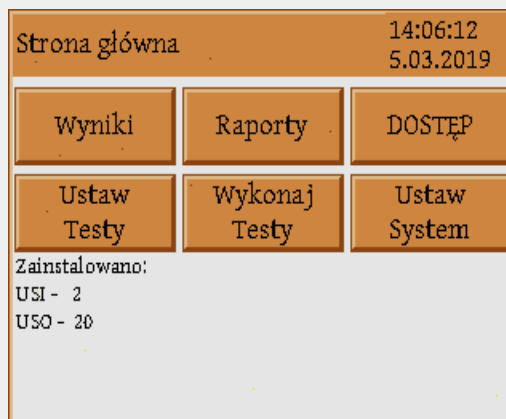 Strona główna
14:06:12
5.03.2019
Wyniki
Raporty
DOSTĘP
Ustaw
Testy
Wykonaj
Testy
Ustaw
System
Zainstalowano:
USI - 2
USO - 20